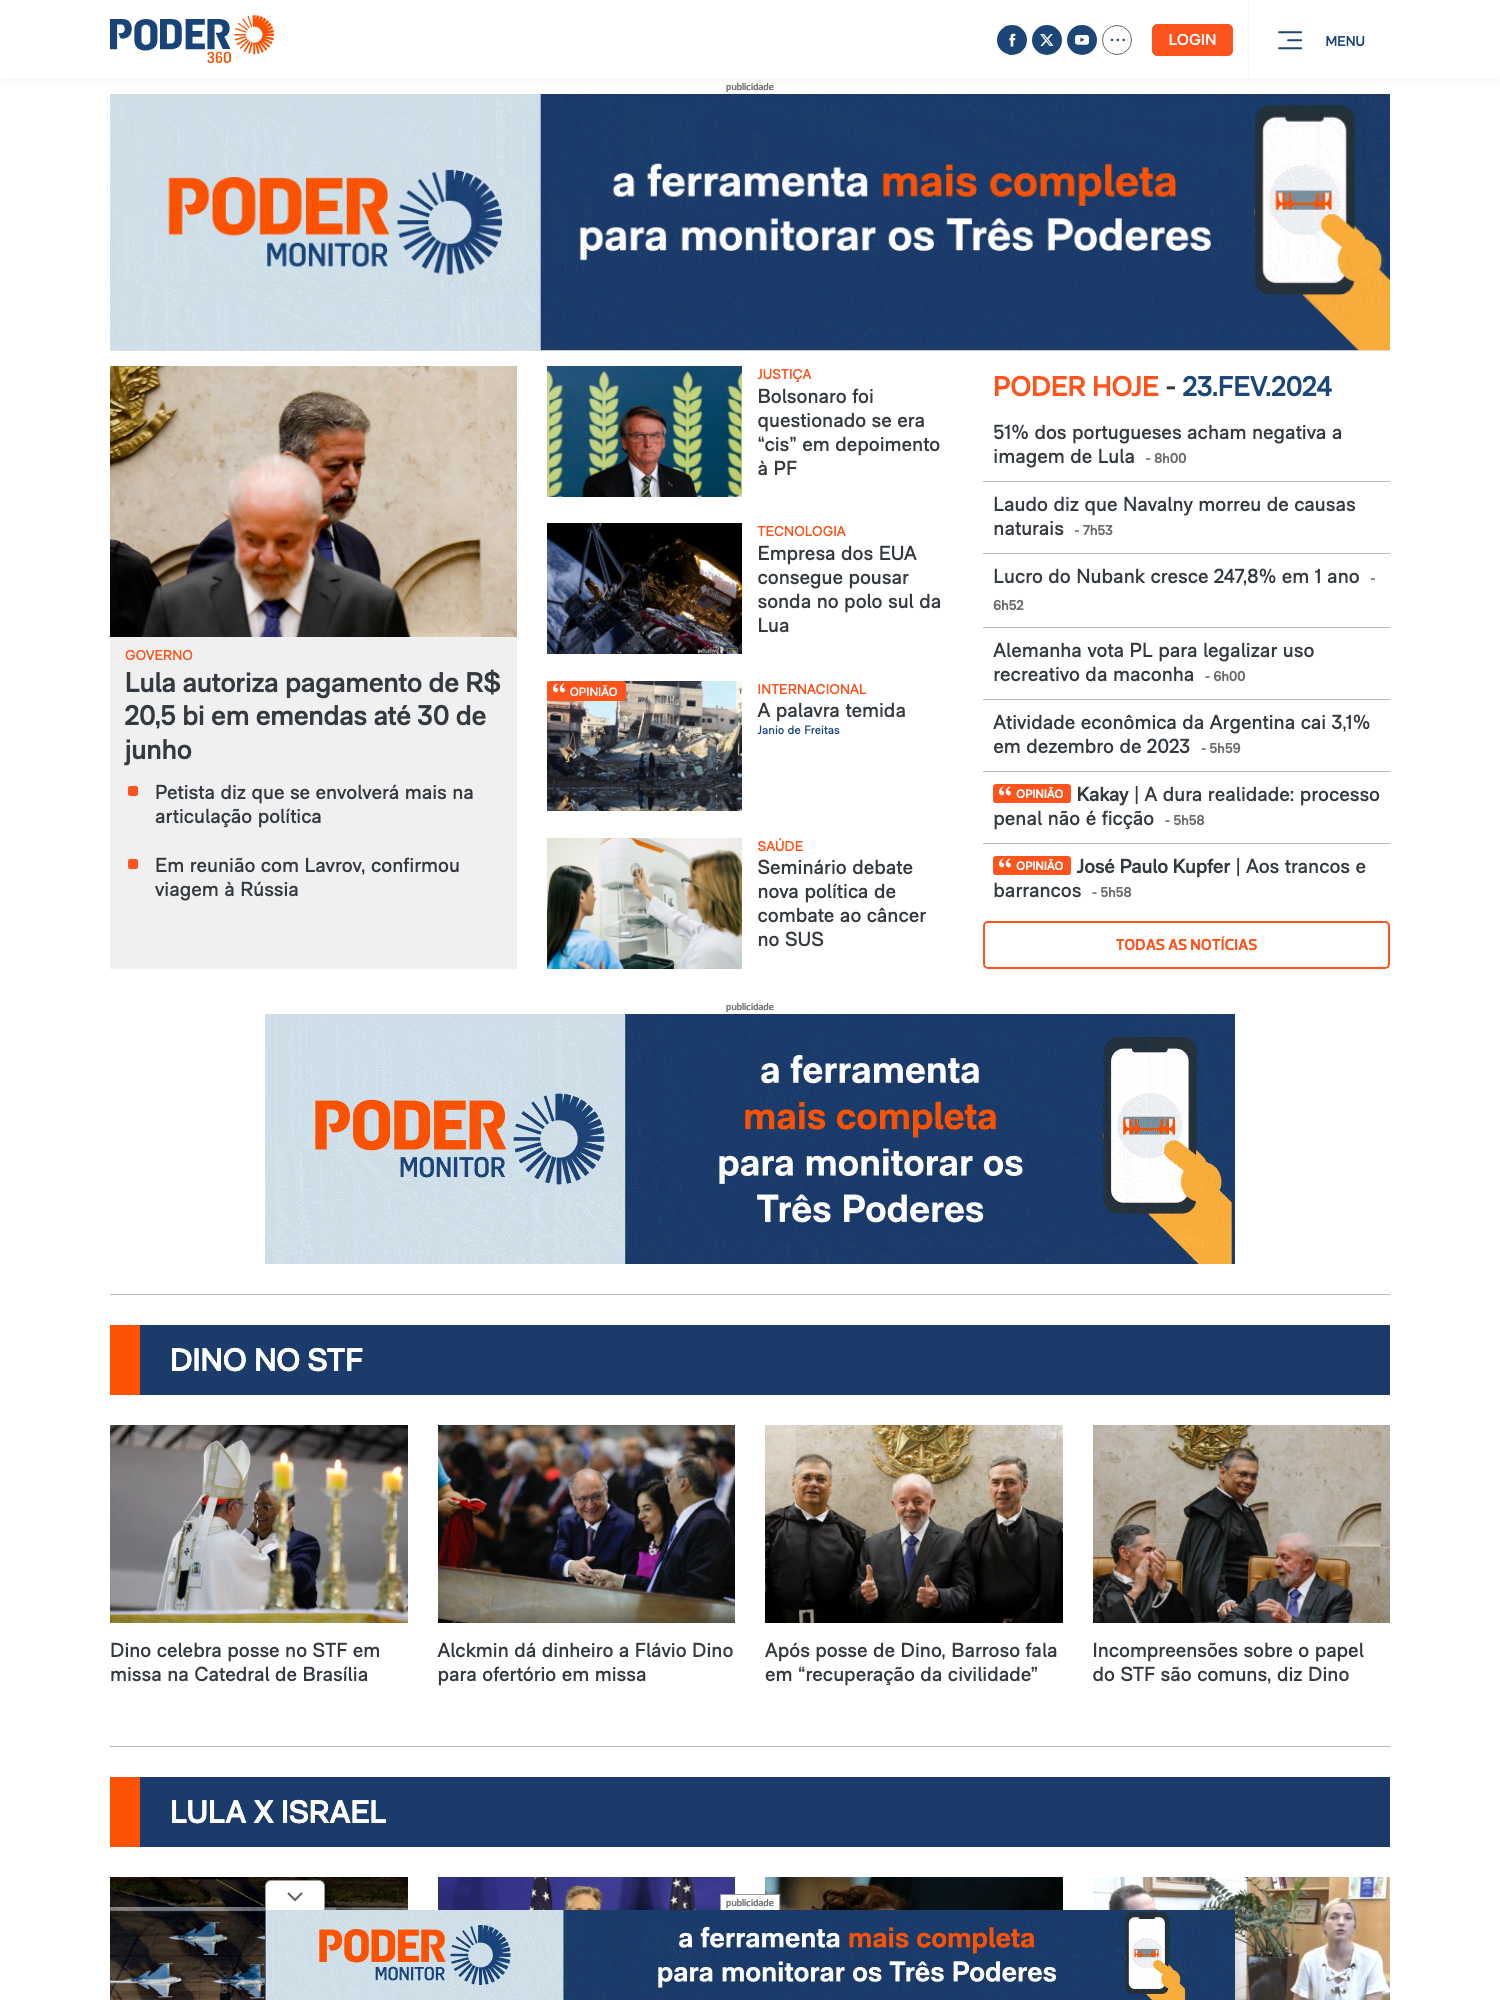 PODER
360
LOGIN
MENU
publicidade
PODER
MONITOR
a ferramenta mais completa
para monitorar os Três Poderes
GOVERNO
Lula autoriza pagamento de R$
20,5 bi em emendas até 30 de
junho
Petista diz que se envolverá mais na
articulação política
Em reunião com Lavrov, confirmou
viagem à Rússia
JUSTIÇA
Bolsonaro foi
questionado se era
“cis” em depoimento
à PF
TECNOLOGIA
Empresa dos EUA
consegue pousar
sonda no polo sul da
Lua
OPINIÃO
INTERNACIONAL
A palavra temida
Janio de Freitas
SAÚDE
Seminário debate
nova política de
combate ao câncer
no SUS
PODER HOJE - 23.FEV.2024
51% dos portugueses acham negativa a
imagem de Lula - 8h00
Laudo diz que Navalny morreu de causas
naturais - 7h53
Lucro do Nubank cresce 247,8% em 1 ano -
6h52
Alemanha vota PL para legalizar uso
recreativo da maconha - 6h00
Atividade econômica da Argentina cai 3,1%
em dezembro de 2023 - 5h59
“ OPINIÃO Kakay | A dura realidade: processo
penal não é ficção - 5h58
“ OPINIÃO José Paulo Kupfer | Aos trancos e
barrancos - 5h58
TODAS AS NOTÍCIAS
publicidade
PODER
MONITOR
a ferramenta
mais completa
para monitorar os
Três Poderes
DINO NO STF
Dino celebra posse no STF em
missa na Catedral de Brasília
Alckmin dá dinheiro a Flávio Dino
para ofertório em missa
Após posse de Dino, Barroso fala
em “recuperação da civilidade”
Incompreensões sobre o papel
do STF são comuns, diz Dino
LULA X ISRAEL
publicidade
PODER
MONITOR
a ferramenta mais completa
para monitorar os Três Poderes